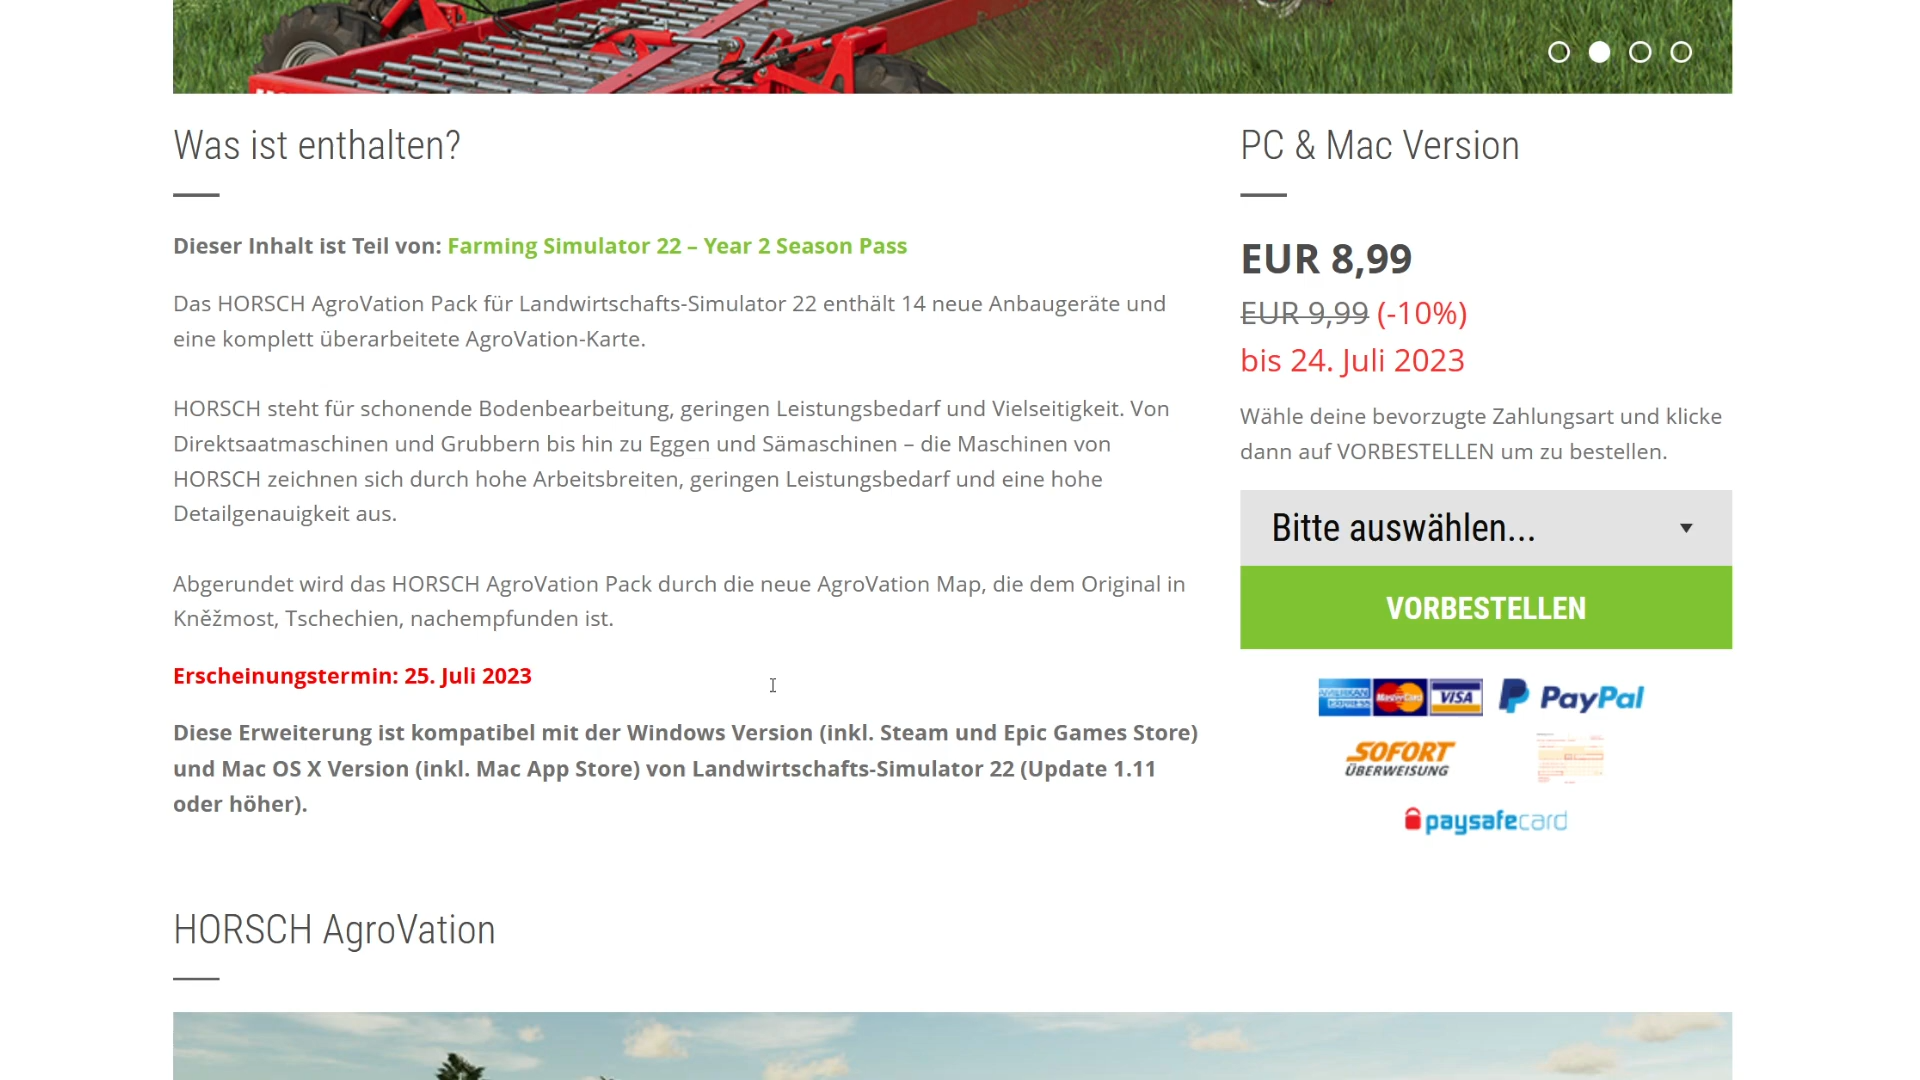 Was ist enthalten?
Dieser Inhalt ist Teil von: Farming Simulator 22 – Year 2 Season Pass
Das HORSCH AgroVation Pack für Landwirtschafts-Simulator 22 enthält 14 neue Anbaugeräte und
eine komplett überarbeitete AgroVation-Karte.
HORSCH steht für schonende Bodenbearbeitung, geringen Leistungsbedarf und Vielseitigkeit. Von
Direktsaatmaschinen und Grubbern bis hin zu Eggen und Sämaschinen – die Maschinen von
HORSCH zeichnen sich durch hohe Arbeitsbreiten, geringen Leistungsbedarf und eine hohe
Detailgenauigkeit aus.
Abgerundet wird das HORSCH AgroVation Pack durch die neue AgroVation Map, die dem Original in
Kněžmost, Tschechien, nachempfunden ist.
Erscheinungstermin: 25. Juli 2023
Diese Erweiterung ist kompatibel mit der Windows Version (inkl. Steam und Epic Games Store)
und Mac OS X Version (inkl. Mac App Store) von Landwirtschafts-Simulator 22 (Update 1.11
oder höher).
PC & Mac Version
EUR 8,99
EUR 9,99 (-10%)
bis 24. Juli 2023
Wähle deine bevorzugte Zahlungsart und klicke
dann auf VORBESTELLEN um zu bestellen.
Bitte auswählen...
VORBESTELLEN
AMERICAN EXPRESS MasterCard VISA PayPal
SOFORT
ÜBERWEISUNG
paysafecard
HORSCH AgroVation